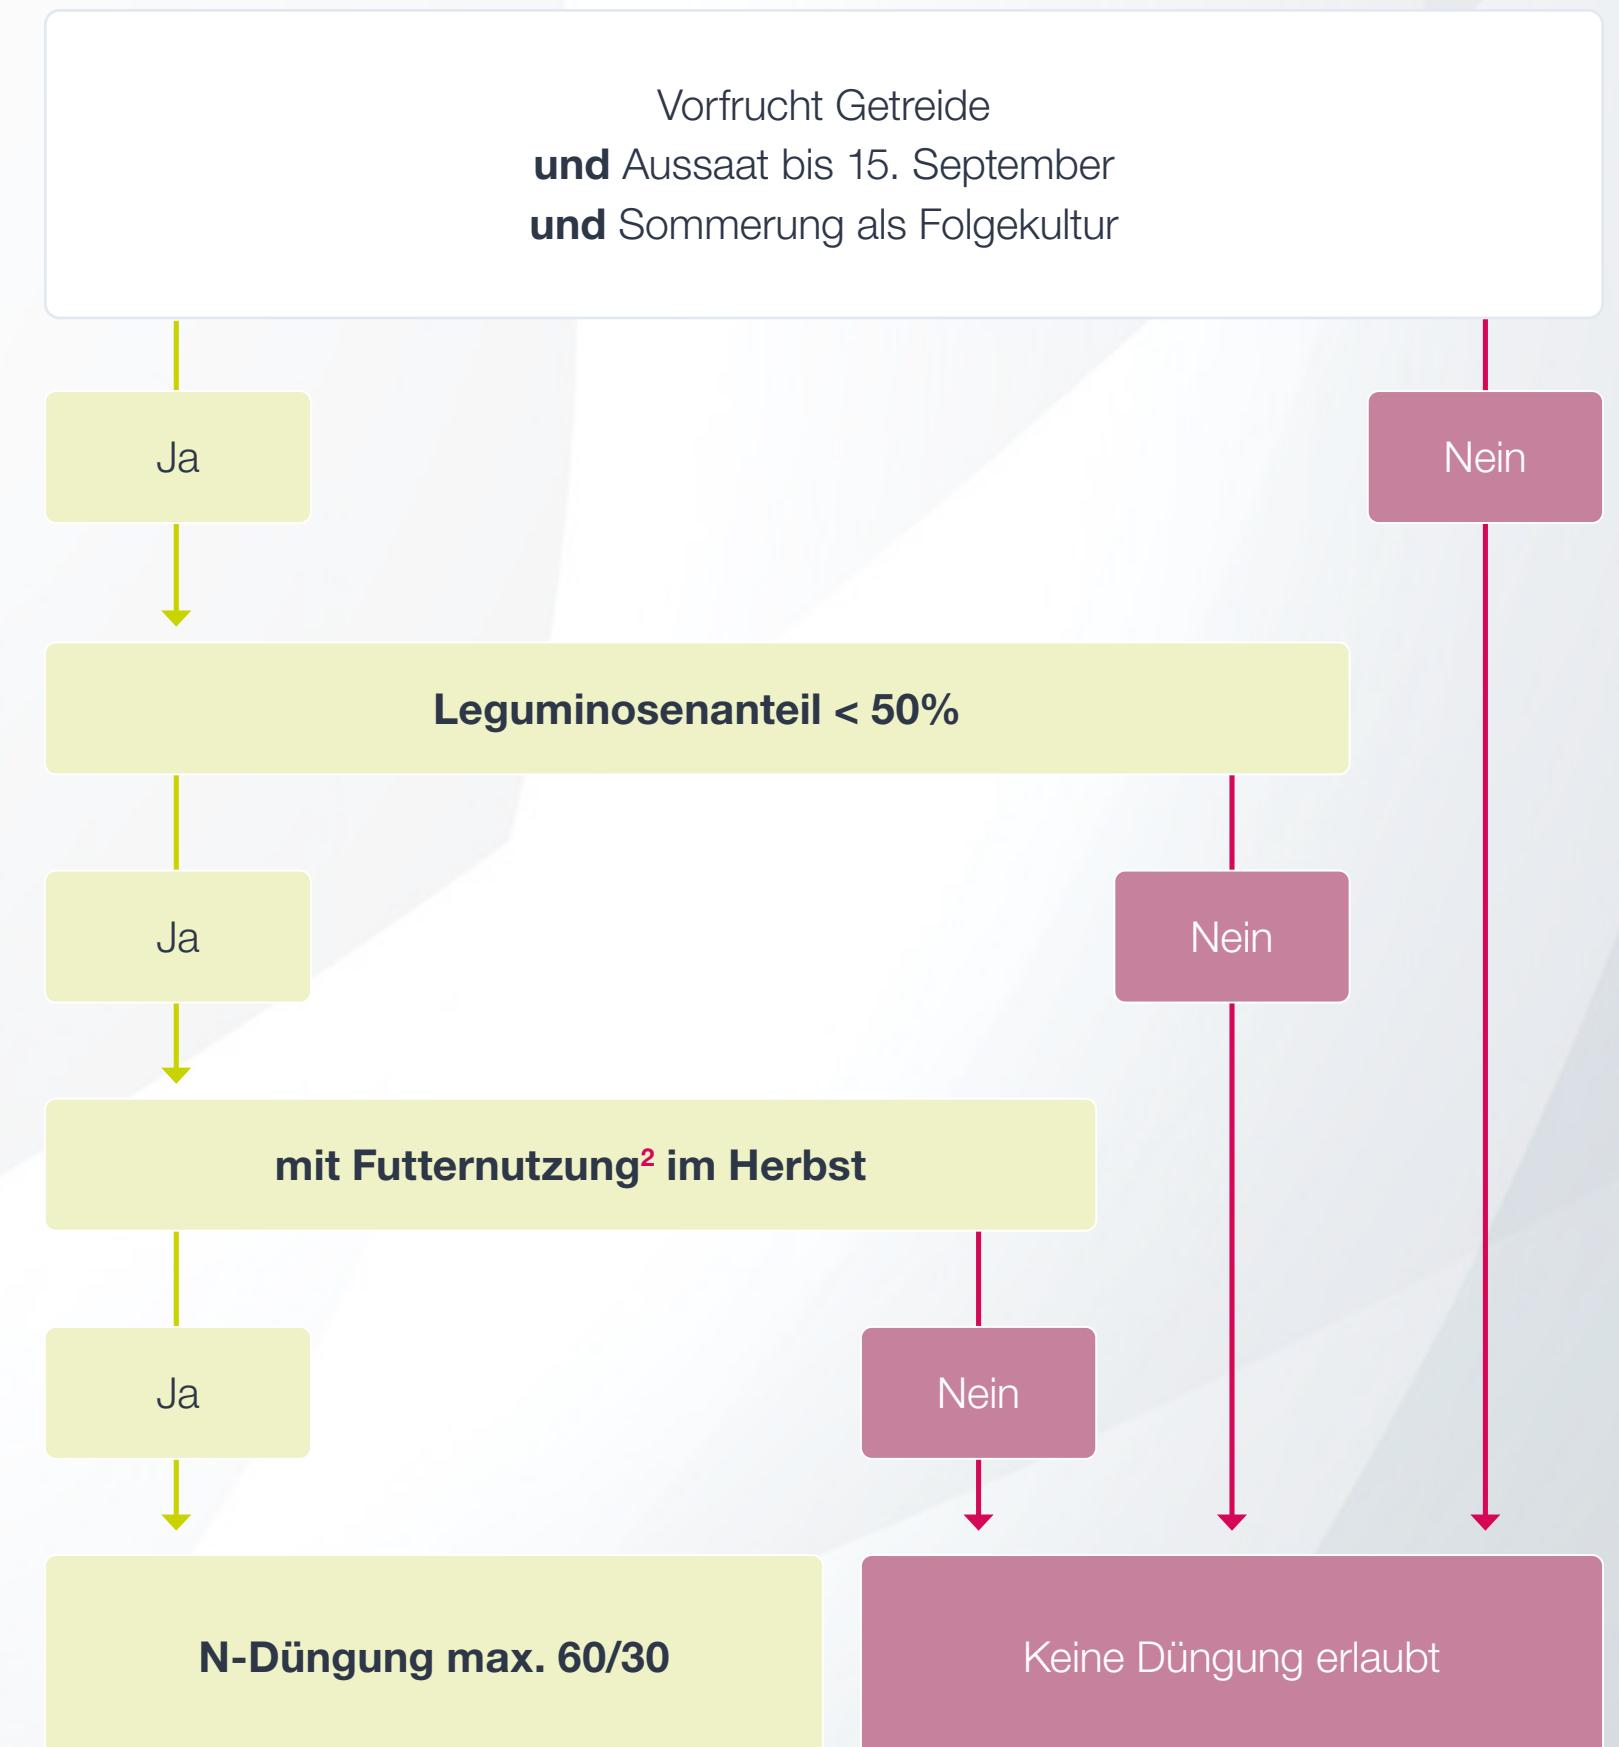 Vorfrucht Getreide
und Aussaat bis 15. September
und Sommerung als Folgekultur
Ja
Nein
Leguminosenanteil < 50%
Ja
Nein
mit Futternutzung² im Herbst
Ja
Nein
N-Düngung max. 60/30
Keine Düngung erlaubt